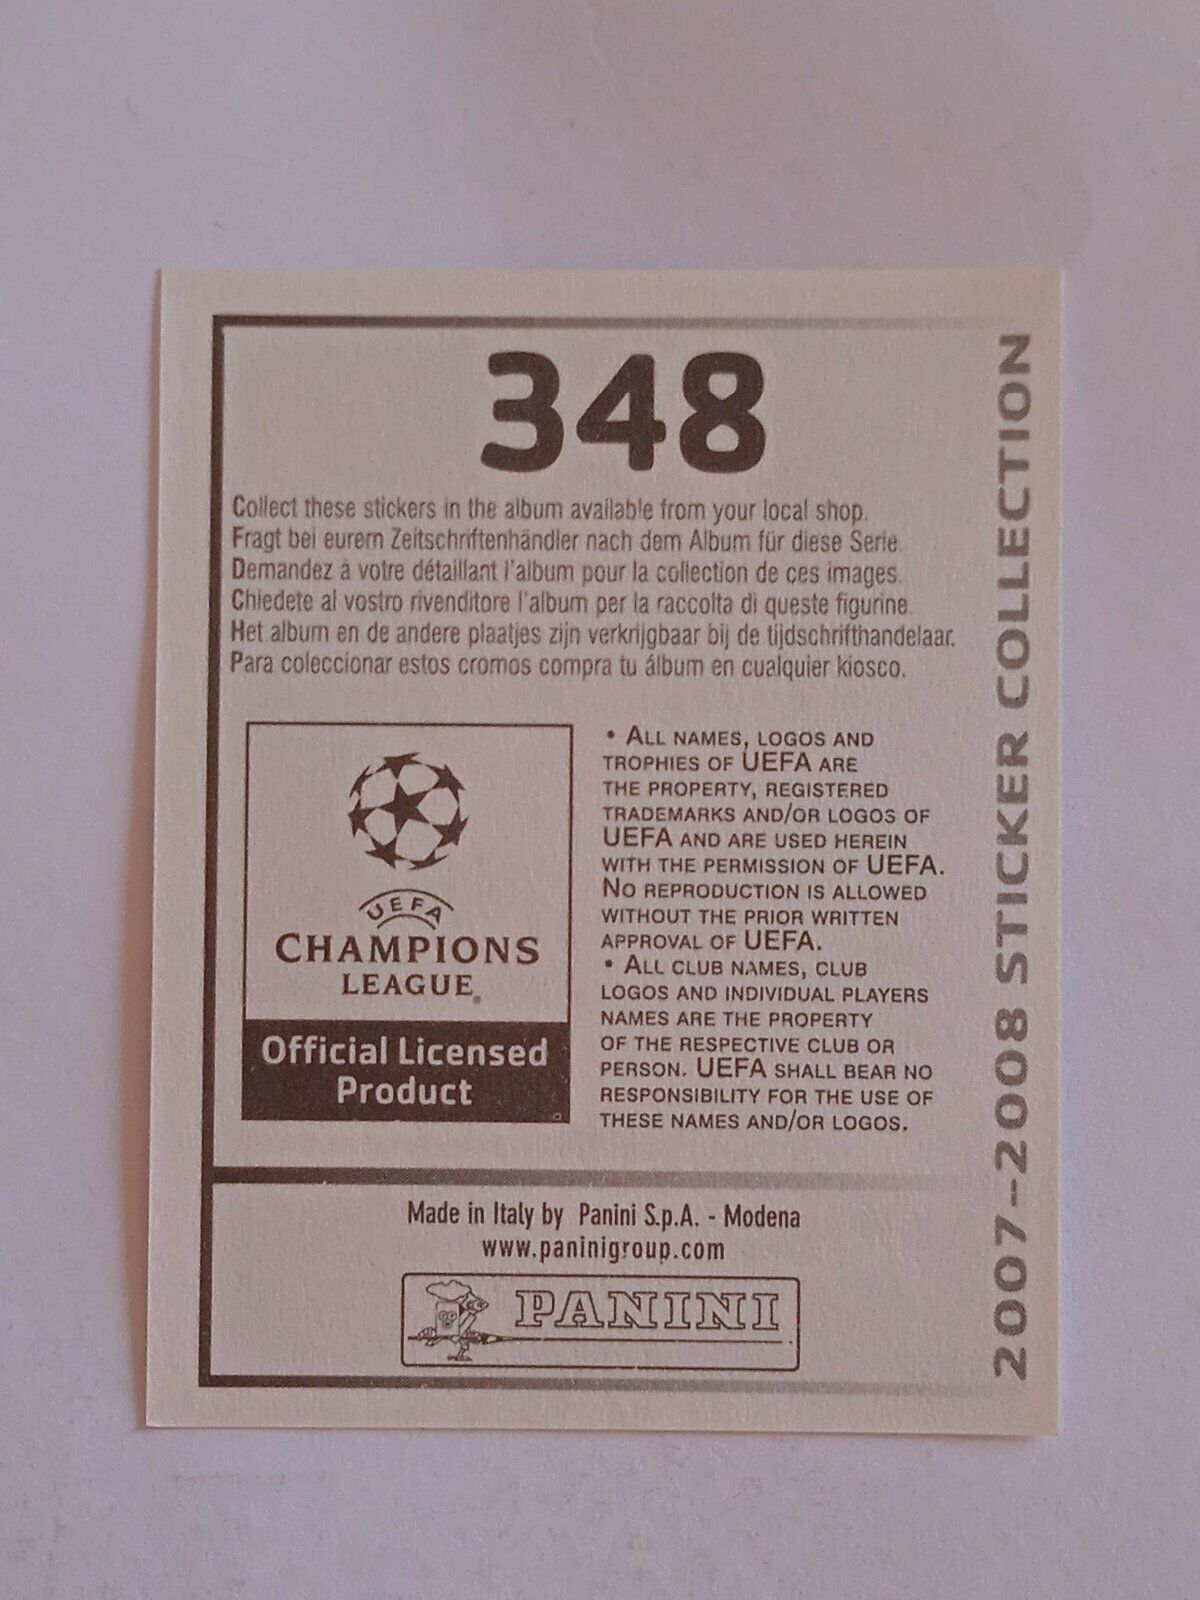 348
Collect these stickers in the album available from your local shop.
Fragt bei eurem Zeitschriftenhändler nach dem Album für diese Serie.
Demandez à votre détaillant l'album pour la collection de ces images.
Chiedete al vostro rivenditore l'album per la raccolta di queste figurine.
Het album en de andere plaatjes zijn verkrijgbaar bij de tijdschrifthandelaar.
Para coleccionar estos cromos compra tu álbum en cualquier kiosco.
UEFA
CHAMPIONS
LEAGUE®
Official Licensed
Product
• ALL NAMES, LOGOS AND
TROPHIES OF UEFA ARE
THE PROPERTY, REGISTERED
TRADEMARKS AND/OR LOGOS OF
UEFA AND ARE USED HEREIN
WITH THE PERMISSION OF UEFA.
NO REPRODUCTION IS ALLOWED
WITHOUT THE PRIOR WRITTEN
APPROVAL OF UEFA.
• ALL CLUB NAMES, CLUB
LOGOS AND INDIVIDUAL PLAYERS
NAMES ARE THE PROPERTY
OF THE RESPECTIVE CLUB OR
PERSON. UEFA SHALL BEAR NO
RESPONSIBILITY FOR THE USE OF
THESE NAMES AND/OR LOGOS.
Made in Italy by Panini S.p.A. - Modena
www.paninigroup.com
PANINI
2007-2008 STICKER COLLECTION